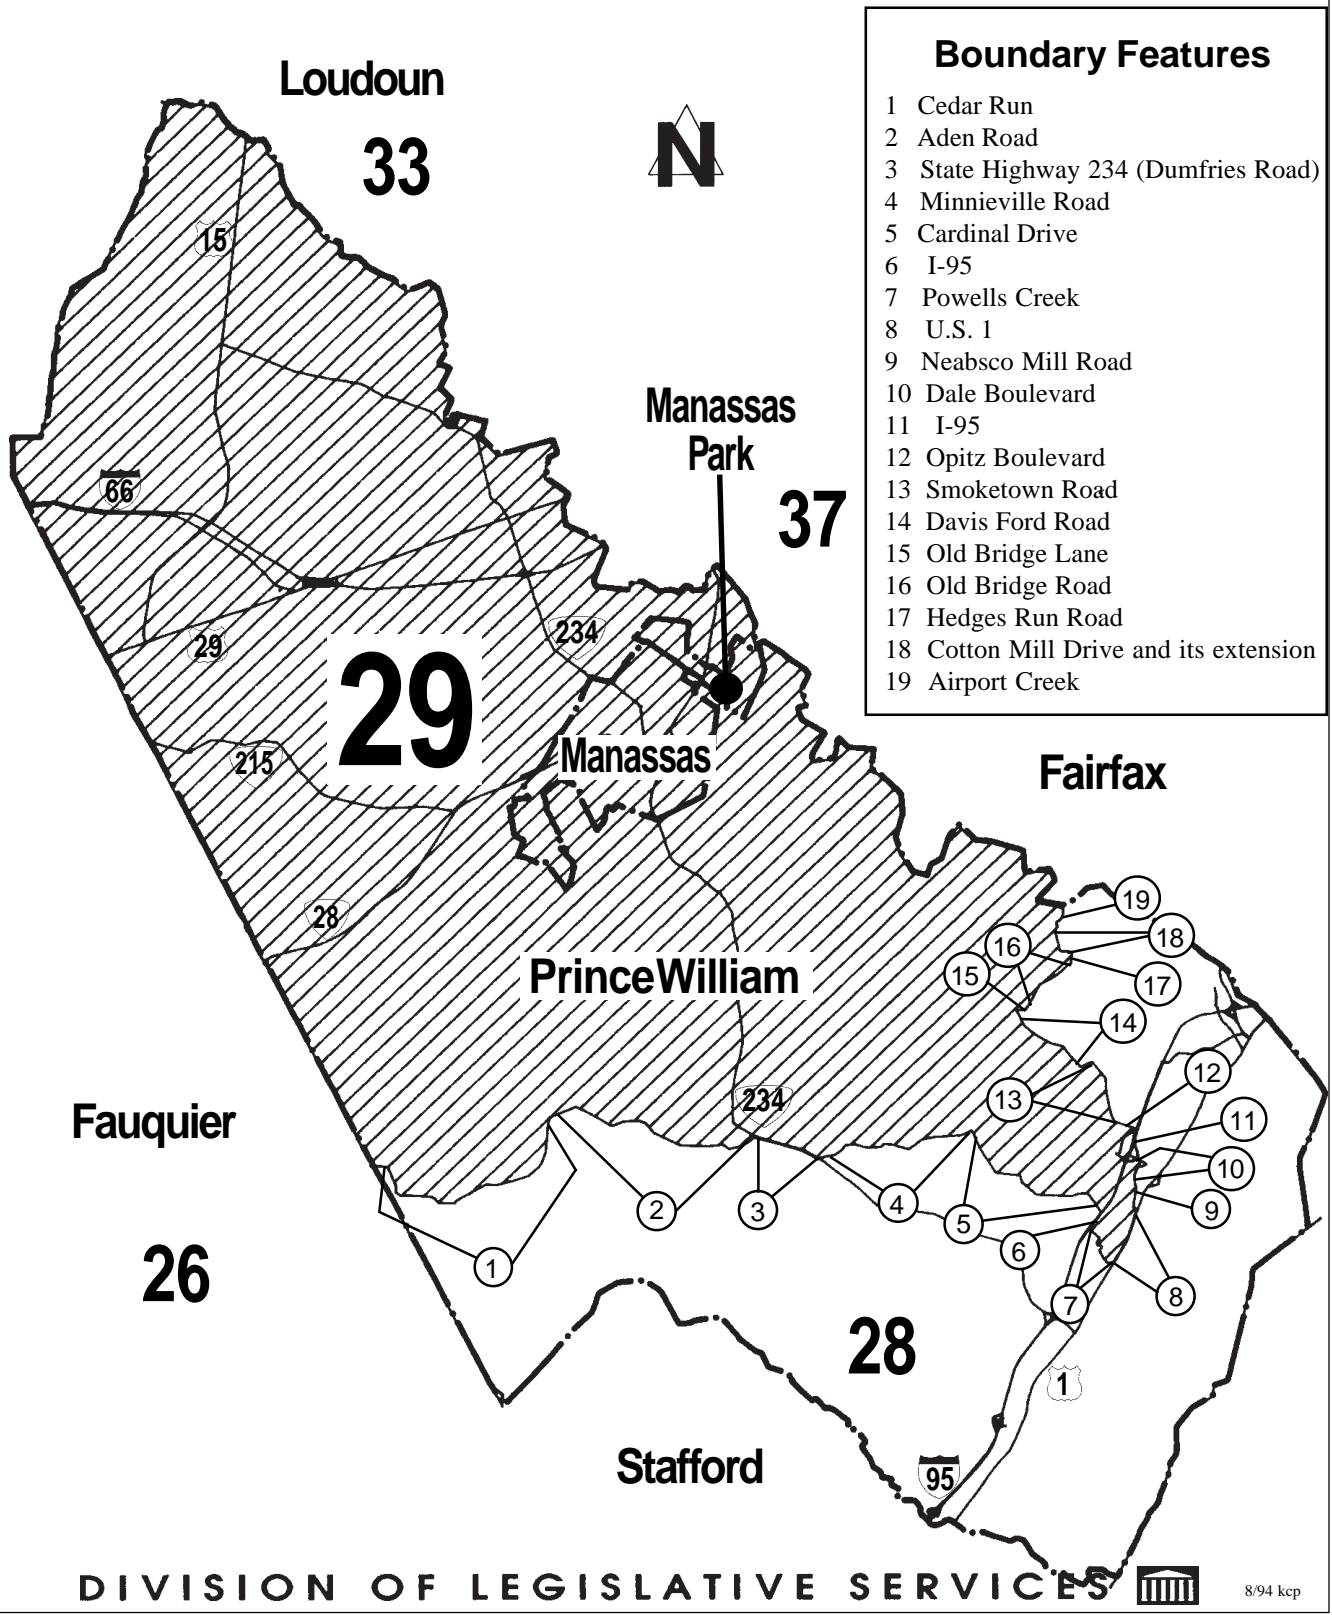 Boundary Features
1 Cedar Run
2 Aden Road
3 State Highway 234 (Dumfries Road)
4 Minnieville Road
5 Cardinal Drive
6 I-95
7 Powells Creek
8 U.S. 1
9 Neabsco Mill Road
10 Dale Boulevard
11 I-95
12 Opitz Boulevard
13 Smoketown Road
14 Davis Ford Road
15 Old Bridge Lane
16 Old Bridge Road
17 Hedges Run Road
18 Cotton Mill Drive and its extension
19 Airport Creek
Loudoun
33
N
15
Manassas
Park
66
37
234
29
29
Manassas
215
Fairfax
28
19
18
16
15
17
PrinceWilliam
14
12
13
234
11
Fauquier
10
2
3
4
9
5
6
1
26
7
8
28
1
Stafford
95
DIVISION OF LEGISLATIVE SERVICES
8/94 kcp